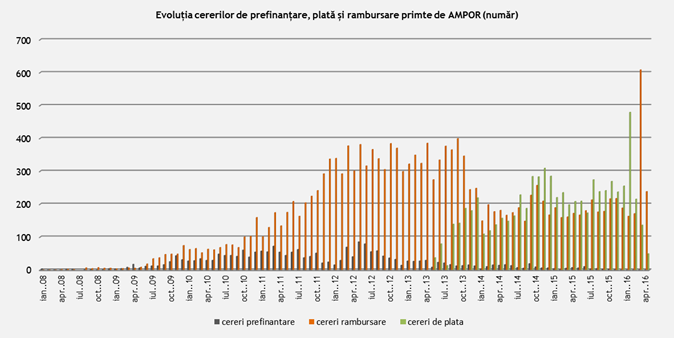 Evoluția cererilor de prefinanțare, plată și rambursare primte de AMPOR (număr)
700
600
500
400
300
200
100
0
ian..08
apr..08
iul..08
oct..08
ian..09
apr..09
iul..09
oct..09
ian..10
apr..10
iul..10
oct..10
ian..11
apr..11
iul..11
oct..11
ian..12
apr..12
iul..12
oct..12
ian..13
apr..13
iul..13
oct..13
ian..14
apr..14
iul..14
oct..14
ian..15
apr..15
iul..15
oct..15
ian..16
apr..16
cereri prefinantare cereri rambursare cereri de plata